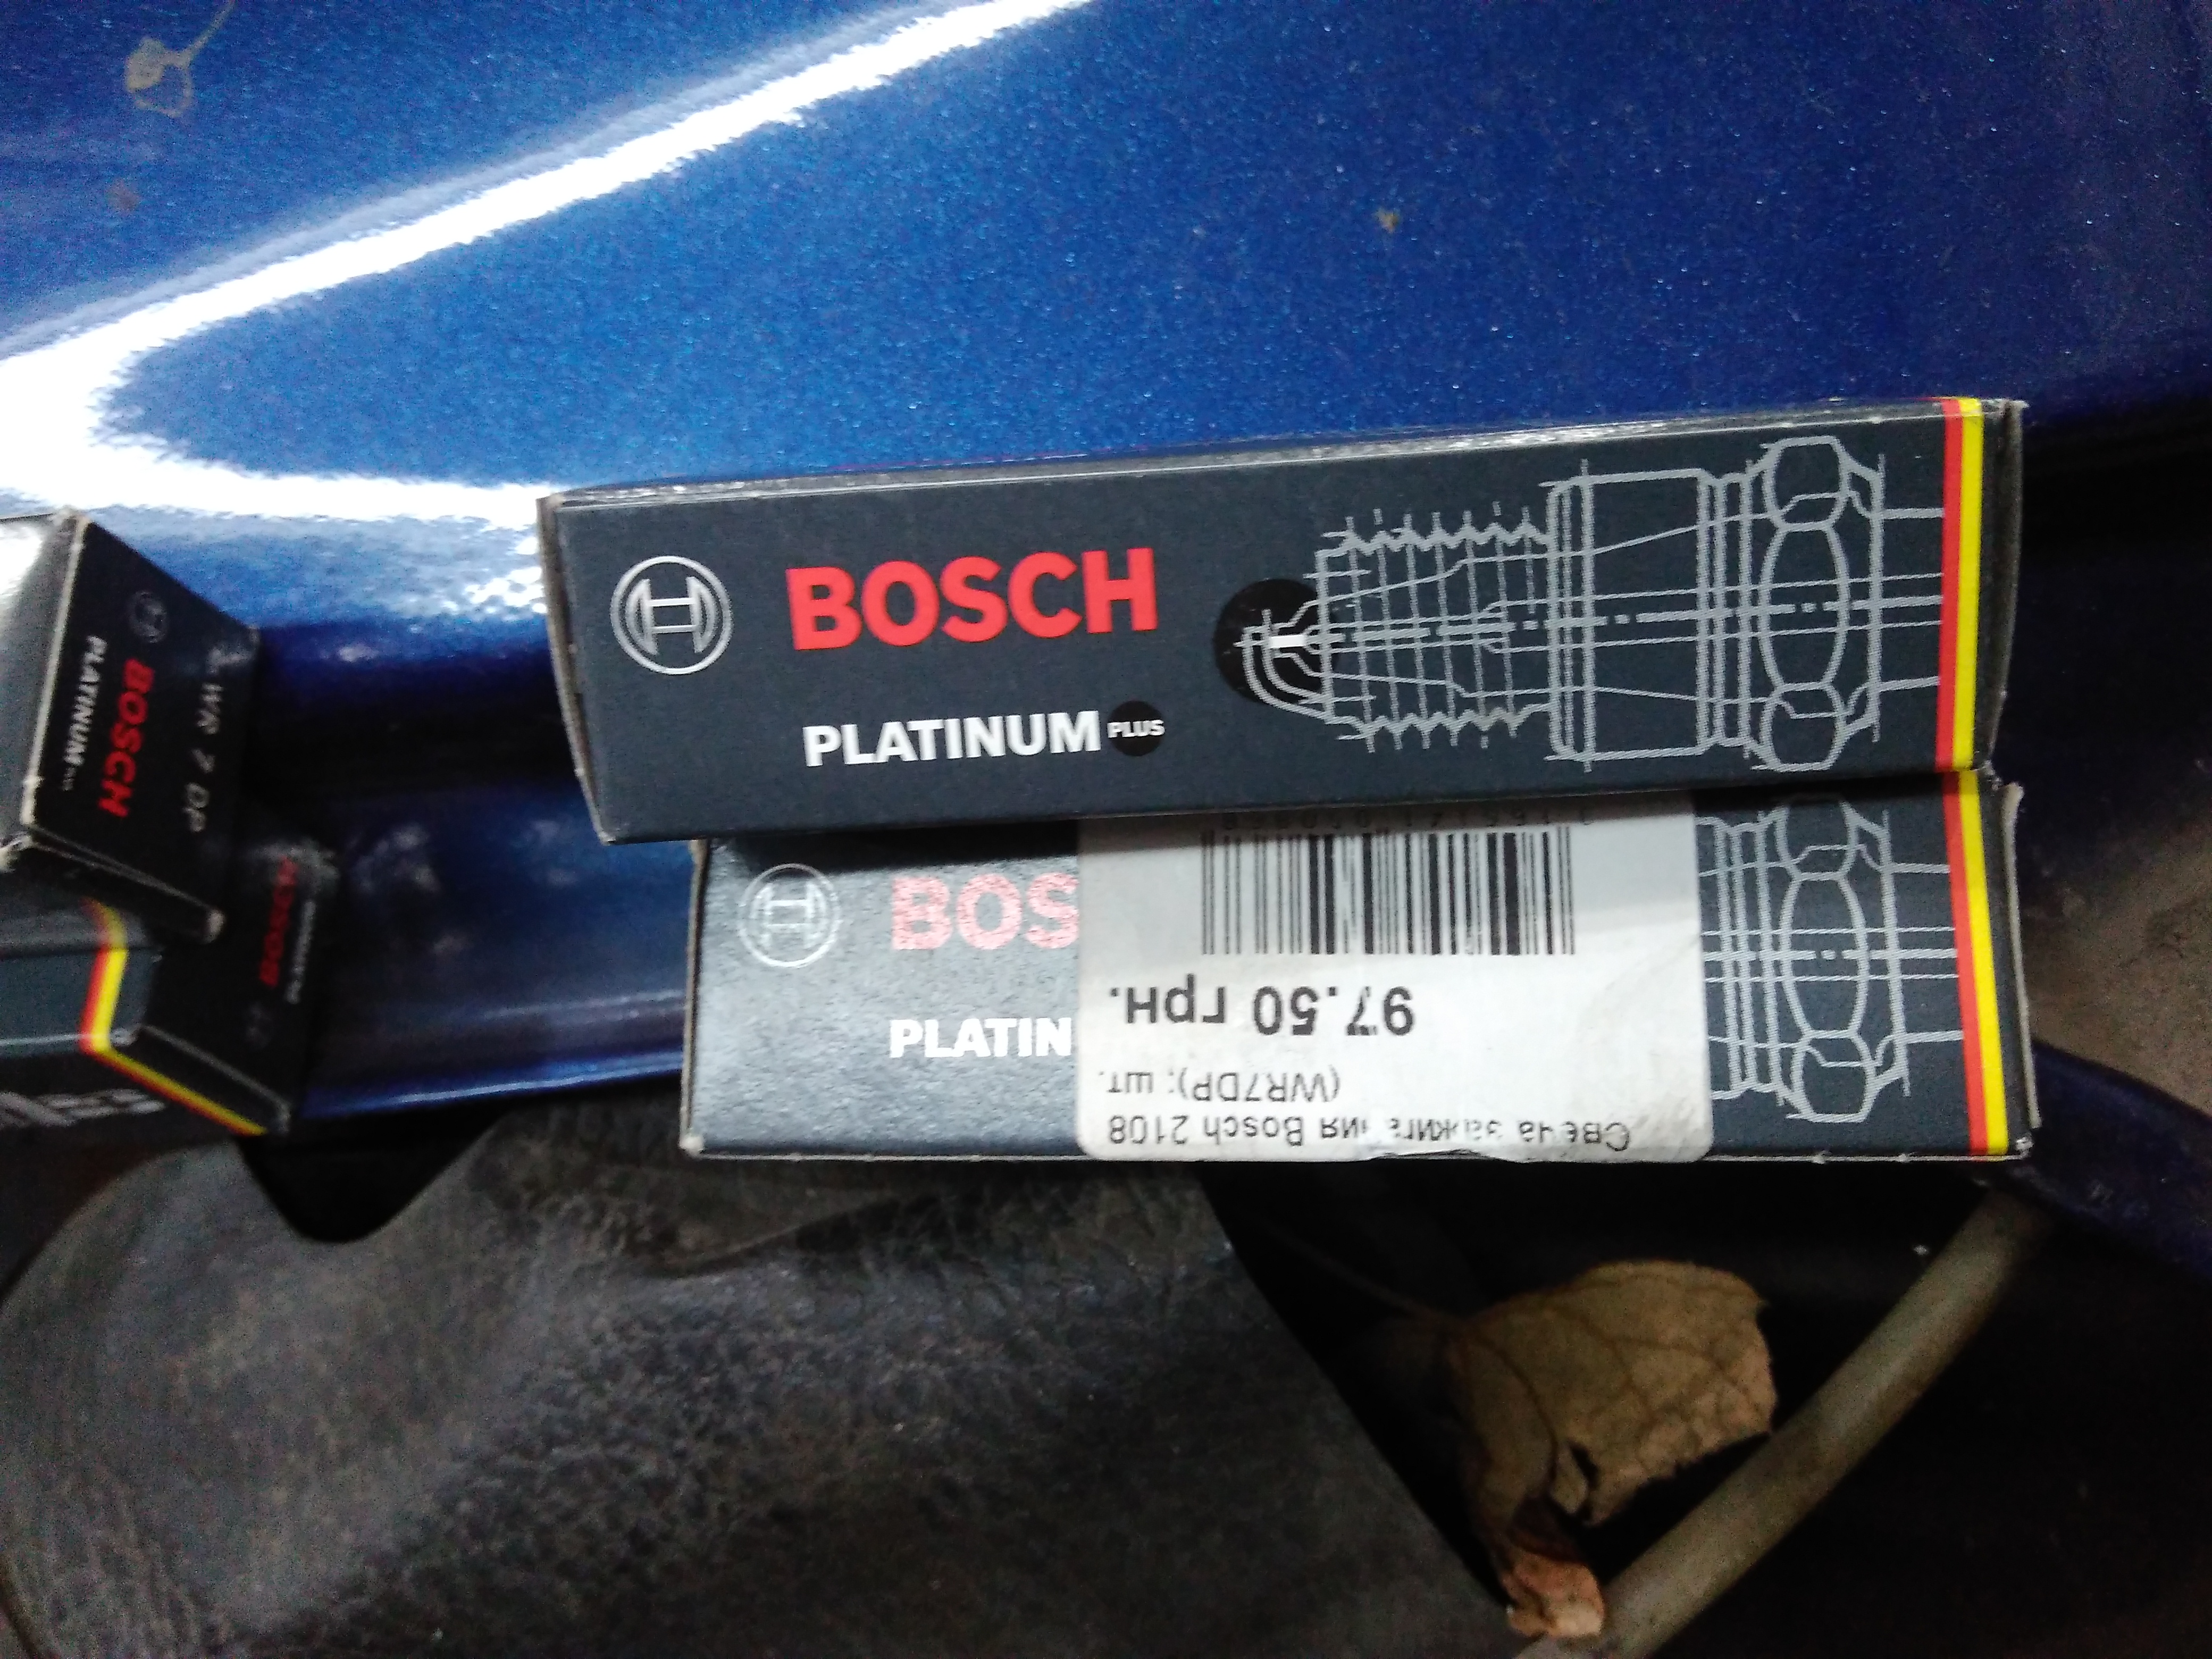 BOSCH
PLATINUM PLUS
BOS
PLATIN
Свеча зажигания Bosch 2108
(WR7DP); шт.
97.50 грн.
WR 7 DP
BOSCH
PLATINUM
BOSCH